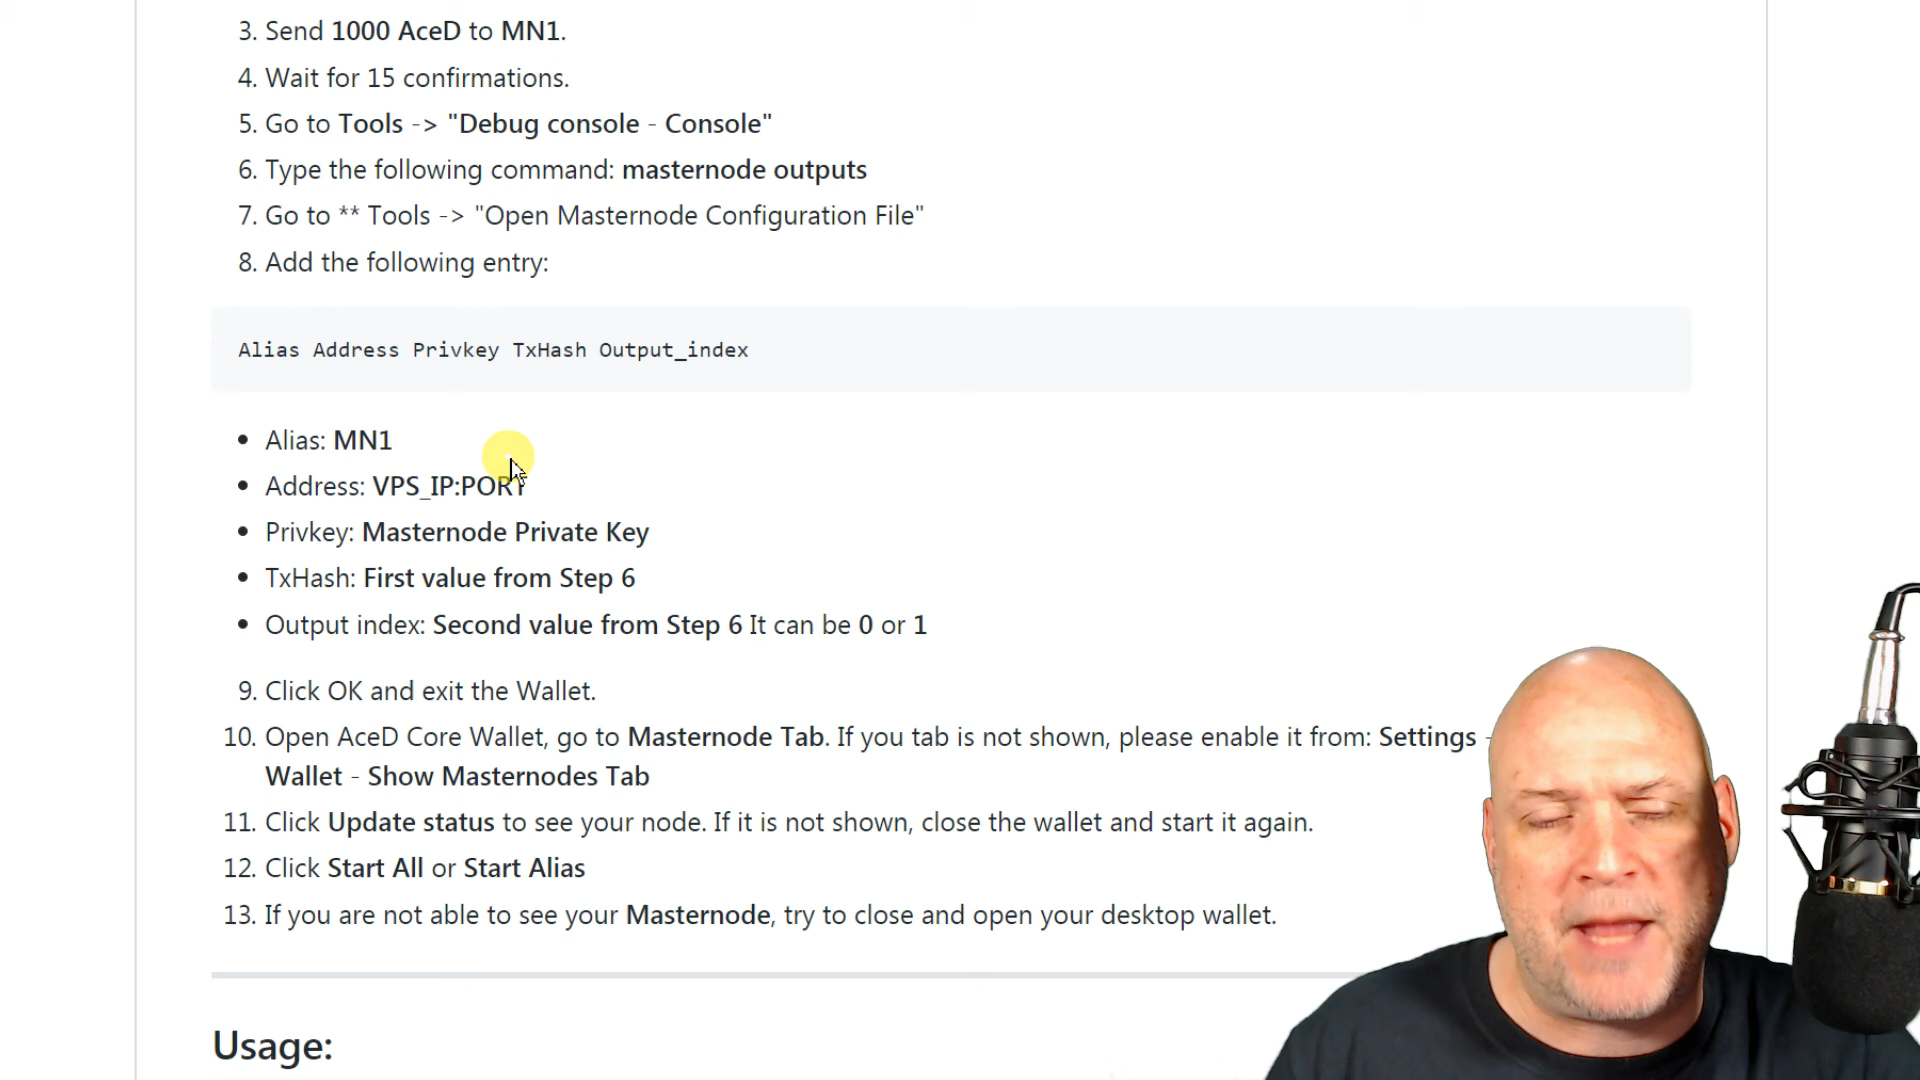 3. Send 1000 AceD to MN1.
4. Wait for 15 confirmations.
5. Go to Tools -> "Debug console - Console"
6. Type the following command: masternode outputs
7. Go to ** Tools -> "Open Masternode Configuration File"
8. Add the following entry:
Alias Address Privkey TxHash Output_index
• Alias: MN1
• Address: VPS_IP:PORT
• Privkey: Masternode Private Key
• TxHash: First value from Step 6
• Output index: Second value from Step 6 It can be 0 or 1
9. Click OK and exit the Wallet.
10. Open AceD Core Wallet, go to Masternode Tab. If you tab is not shown, please enable it from: Settings -
Wallet - Show Masternodes Tab
11. Click Update status to see your node. If it is not shown, close the wallet and start it again.
12. Click Start All or Start Alias
13. If you are not able to see your Masternode, try to close and open your desktop wallet.
Usage: